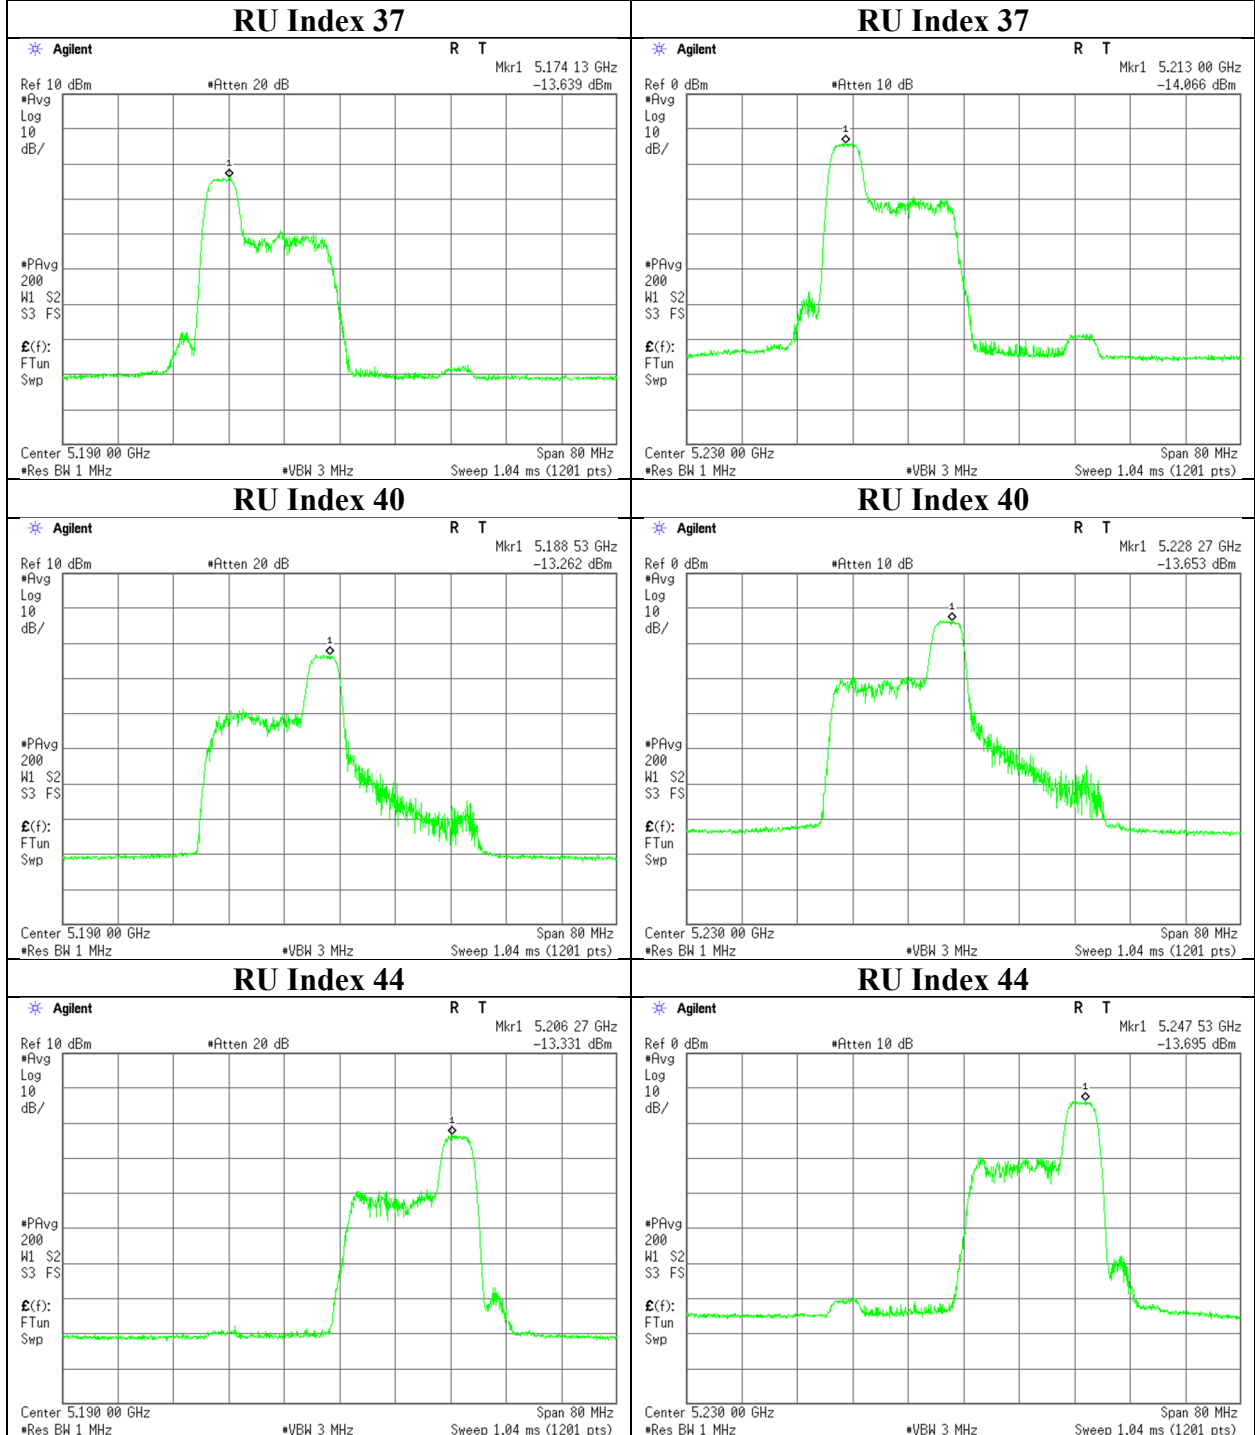 RU Index 37
Agilent
R T
Mkr1 5.174 13 GHz
Ref 10 dBm #Atten 20 dB -13.639 dBm
#Avg
Log
10
dB/
1
#PAvg
200
W1 S2
S3 FS
£(f):
FTun
Swp
Center 5.190 00 GHz Span 80 MHz
#Res BW 1 MHz #VBW 3 MHz Sweep 1.04 ms (1201 pts)
RU Index 37
Agilent
R T
Mkr1 5.213 00 GHz
Ref 0 dBm #Atten 10 dB -14.066 dBm
#Avg
Log
10
dB/
1
#PAvg
200
W1 S2
S3 FS
£(f):
FTun
Swp
Center 5.230 00 GHz Span 80 MHz
#Res BW 1 MHz #VBW 3 MHz Sweep 1.04 ms (1201 pts)
RU Index 40
Agilent
R T
Mkr1 5.188 53 GHz
Ref 10 dBm #Atten 20 dB -13.262 dBm
#Avg
Log
10
dB/
1
#PAvg
200
W1 S2
S3 FS
£(f):
FTun
Swp
Center 5.190 00 GHz Span 80 MHz
#Res BW 1 MHz #VBW 3 MHz Sweep 1.04 ms (1201 pts)
RU Index 40
Agilent
R T
Mkr1 5.228 27 GHz
Ref 0 dBm #Atten 10 dB -13.653 dBm
#Avg
Log
10
dB/
1
#PAvg
200
W1 S2
S3 FS
£(f):
FTun
Swp
Center 5.230 00 GHz Span 80 MHz
#Res BW 1 MHz #VBW 3 MHz Sweep 1.04 ms (1201 pts)
RU Index 44
Agilent
R T
Mkr1 5.206 27 GHz
Ref 10 dBm #Atten 20 dB -13.331 dBm
#Avg
Log
10
dB/
1
#PAvg
200
W1 S2
S3 FS
£(f):
FTun
Swp
Center 5.190 00 GHz Span 80 MHz
#Res BW 1 MHz #VBW 3 MHz Sweep 1.04 ms (1201 pts)
RU Index 44
Agilent
R T
Mkr1 5.247 53 GHz
Ref 0 dBm #Atten 10 dB -13.695 dBm
#Avg
Log
10
dB/
1
#PAvg
200
W1 S2
S3 FS
£(f):
FTun
Swp
Center 5.230 00 GHz Span 80 MHz
#Res BW 1 MHz #VBW 3 MHz Sweep 1.04 ms (1201 pts)